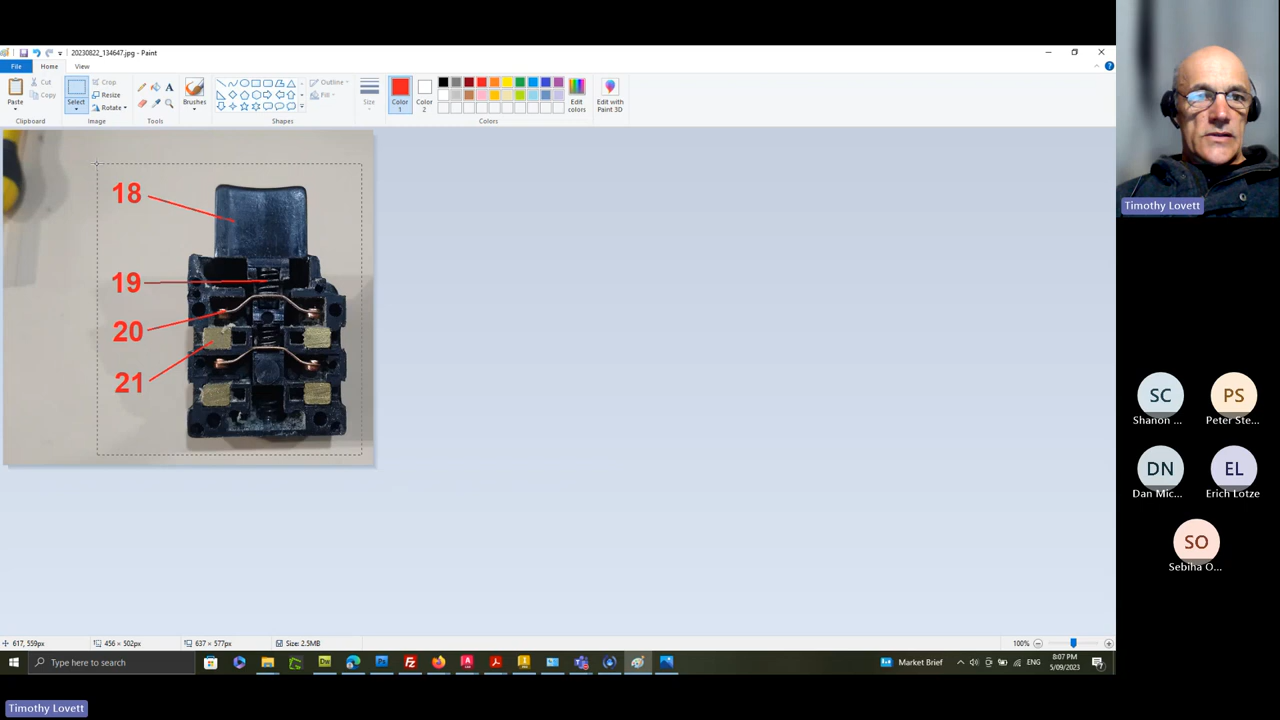 20230822_134647.jpg - Paint
File
Home
View
Paste
Cut
Copy
Clipboard
Select
Crop
Resize
Rotate
Image
Tools
Brushes
Outline
Fill
Shapes
Size
Color
1
Color
2
Edit
colors
Colors
Edit with
Paint 3D
18
19
20
21
Timothy Lovett
SC
Shanon ...
PS
Peter Ste...
DN
Dan Mic...
EL
Erich Lotze
SO
Sebiha O...
617, 559px
456 × 502px
637 × 577px
Size: 2.5MB
100%
Type here to search
Market Brief
ENG
8:07 PM
5/09/2023
Timothy Lovett